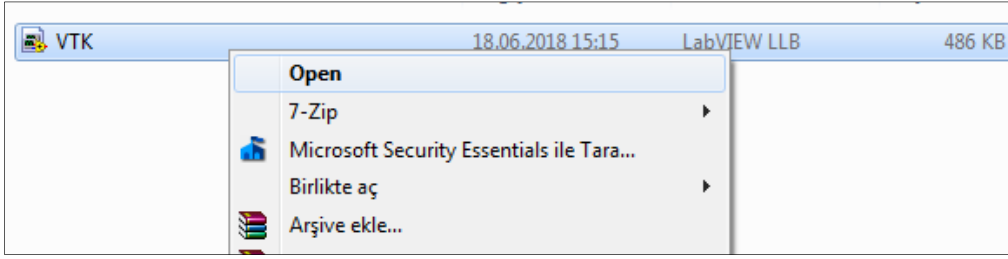 VTK 18.06.2018 15:15 LabVIEW LLB 486 KB
Open
7-Zip
Microsoft Security Essentials ile Tara...
Birlikte aç
Arşive ekle...